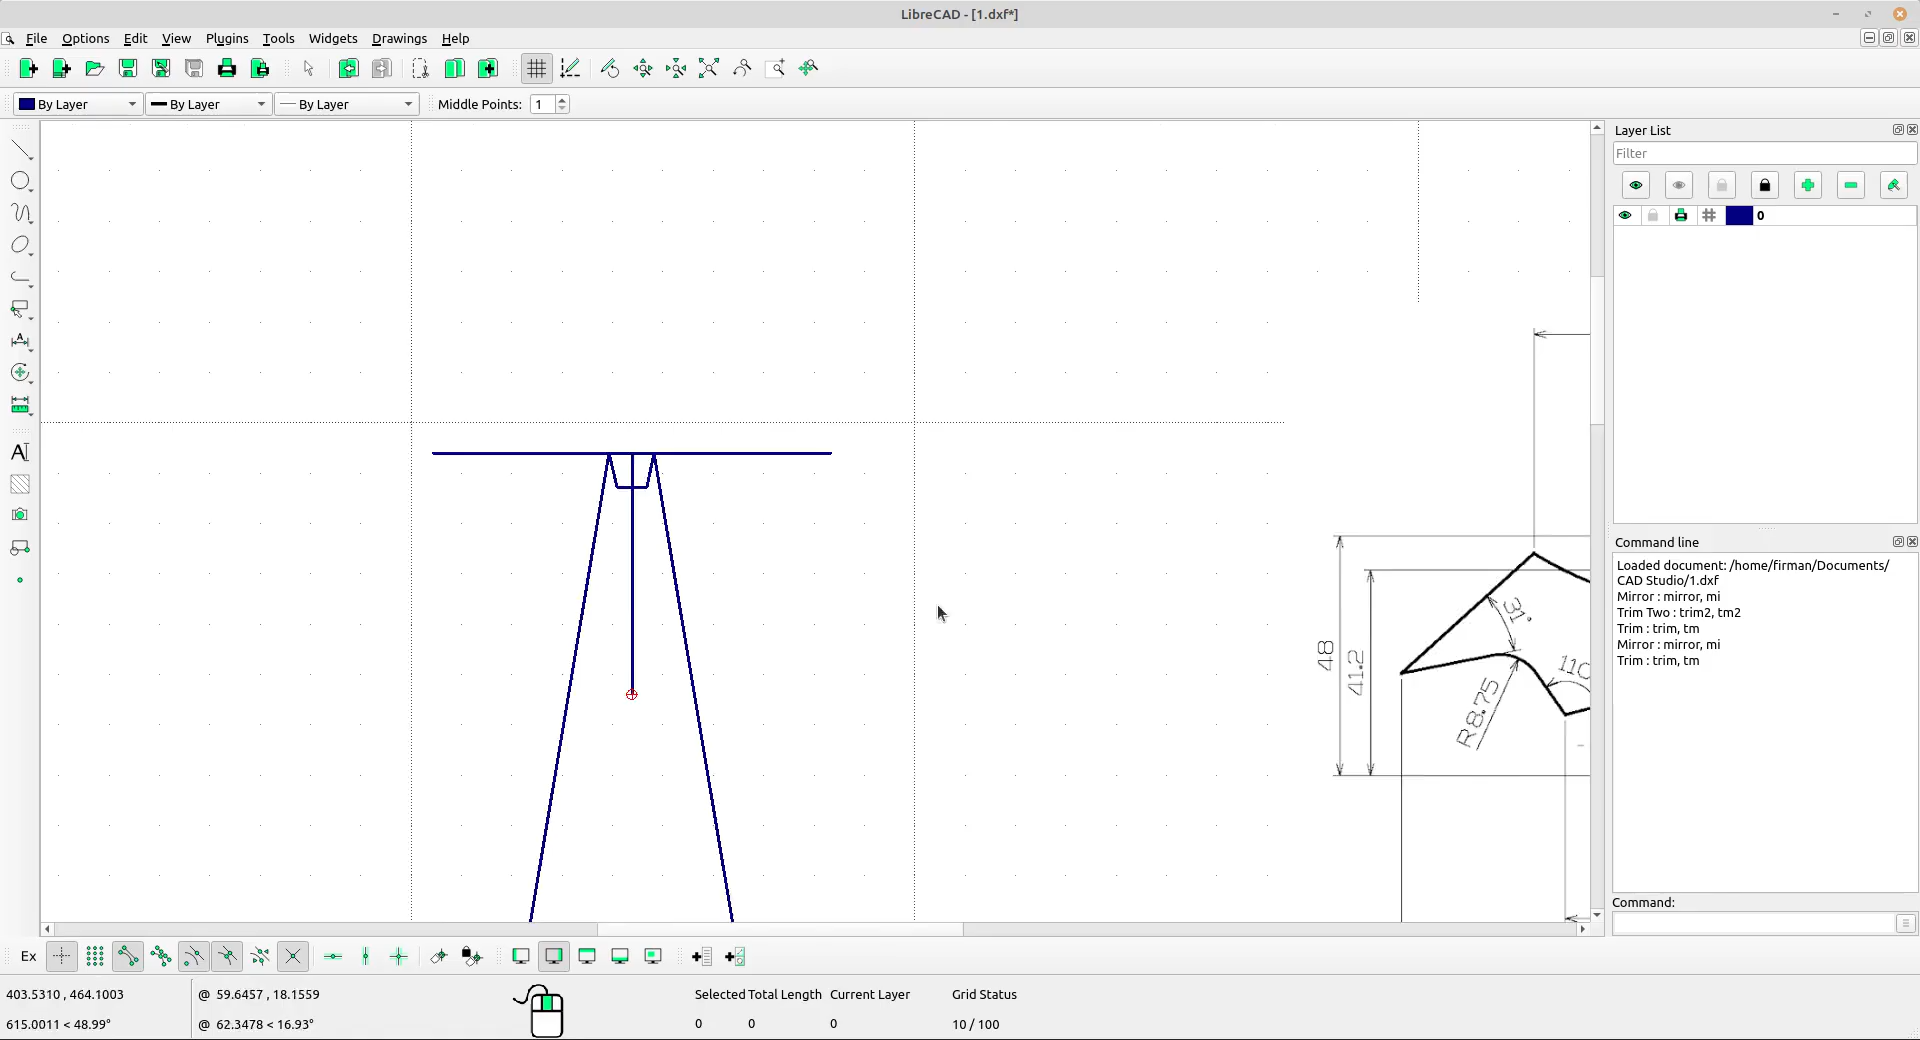 LibreCAD - [1.dxf*]
File Options Edit View Plugins Tools Widgets Drawings Help
By Layer By Layer By Layer Middle Points: 1
Layer List
Filter
0
Command line
Loaded document: /home/firman/Documents/
CAD Studio/1.dxf
Mirror : mirror, mi
Trim Two : trim2, tm2
Trim : trim, tm
Mirror : mirror, mi
Trim : trim, tm
31°
48
41.2
110
R8.75
Command:
Ex
403.5310 , 464.1003
@ 59.6457 , 18.1559
615.0011 < 48.99°
@ 62.3478 < 16.93°
Selected Total Length Current Layer Grid Status
0 0 0 10 / 100